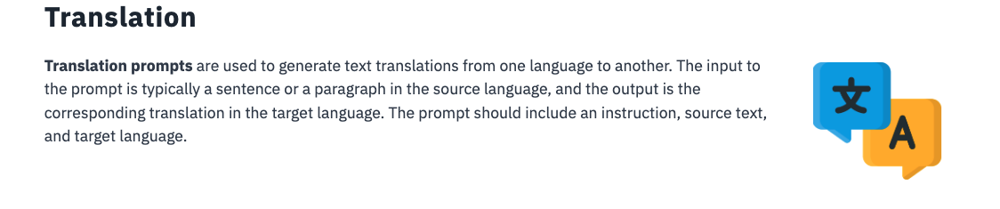 Translation
Translation prompts are used to generate text translations from one language to another. The input to
the prompt is typically a sentence or a paragraph in the source language, and the output is the
corresponding translation in the target language. The prompt should include an instruction, source text,
and target language.
文
A